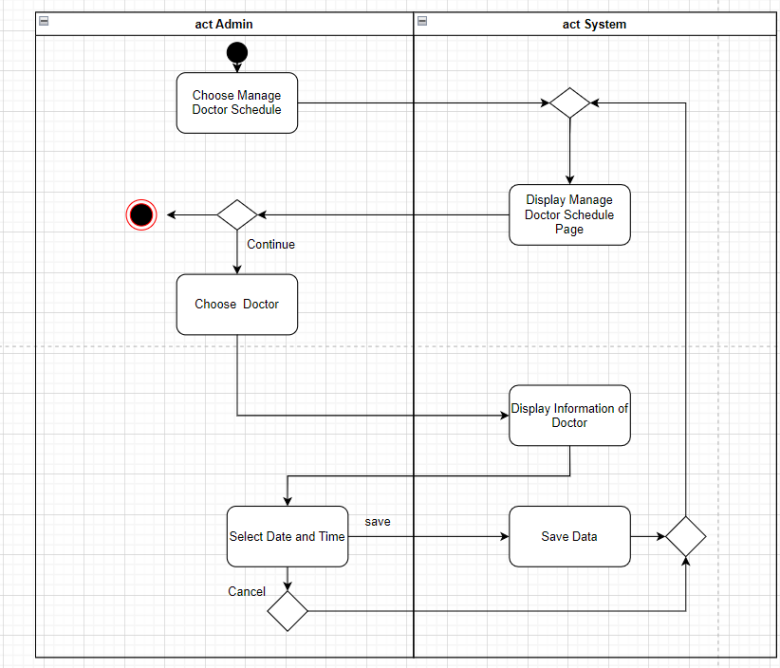 act Admin
act System
Choose Manage
Doctor Schedule
Display Manage
Doctor Schedule
Page
Continue
Choose Doctor
Display Information of
Doctor
save
Select Date and Time
Save Data
Cancel